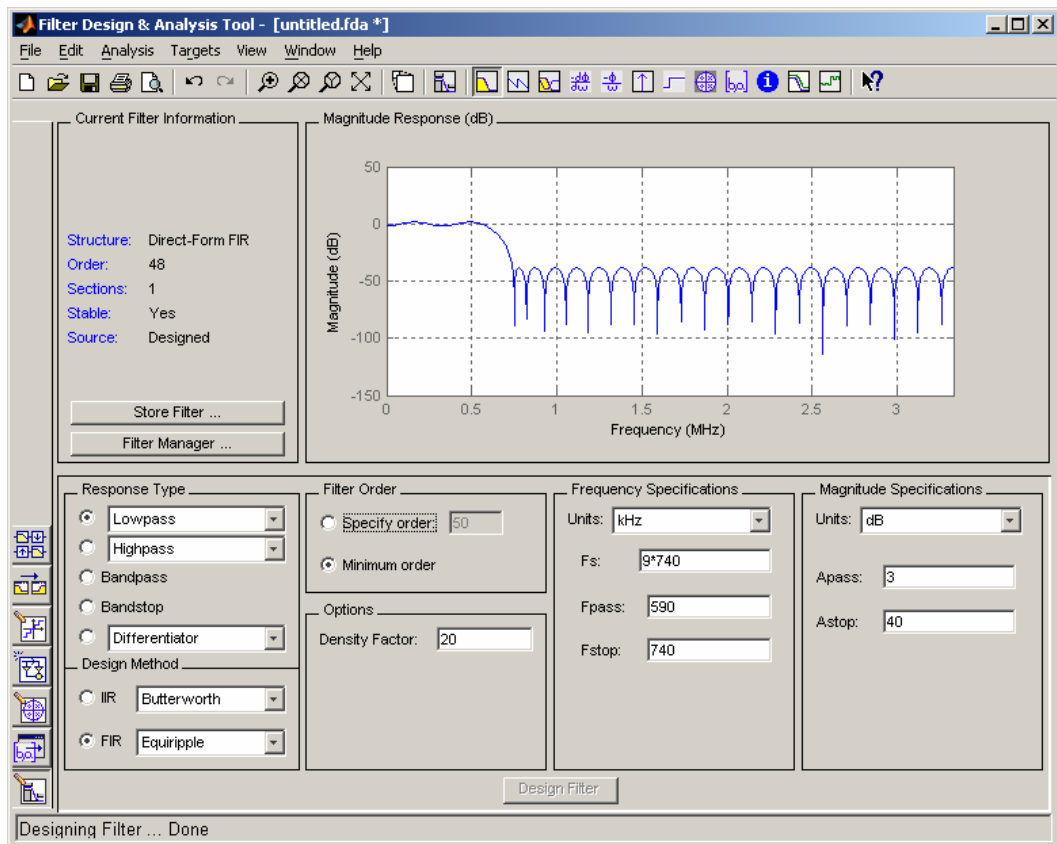 Filter Design & Analysis Tool - [untitled.fda *]
File Edit Analysis Targets View Window Help
Current Filter Information
Structure: Direct-Form FIR
Order: 48
Sections: 1
Stable: Yes
Source: Designed
Store Filter ...
Filter Manager ...
Magnitude Response (dB)
50
0
-50
-100
-150
Magnitude (dB)
0 0.5 1 1.5 2 2.5 3
Frequency (MHz)
Response Type
Lowpass
Highpass
Bandpass
Bandstop
Differentiator
Design Method
IIR Butterworth
FIR Equiripple
Filter Order
Specify order: 50
Minimum order
Options
Density Factor: 20
Frequency Specifications
Units: kHz
Fs: 9*740
Fpass: 590
Fstop: 740
Magnitude Specifications
Units: dB
Apass: 3
Astop: 40
Design Filter
Designing Filter ... Done